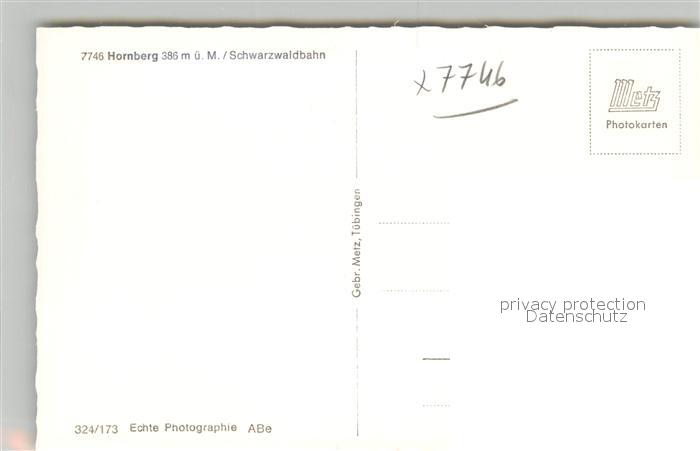 7746 Hornberg 386 m ü. M. / Schwarzwaldbahn
x 7746
Metz
Photokarten
Gebr. Metz, Tübingen
privacy protection
Datenschutz
324/173 Echte Photographie ABe